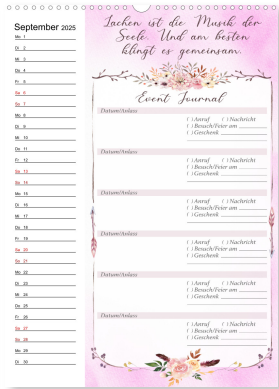 Lachen ist die Musik der
Seele. Und am besten
klingt es gemeinsam.
September 2025
Mo 1
Di 2
Mi 3
Do 4
Fr 5
Sa 6
So 7
Mo 8
Di 9
Mi 10
Do 11
Fr 12
Sa 13
So 14
Mo 15
Di 16
Mi 17
Do 18
Fr 19
Sa 20
So 21
Mo 22
Di 23
Mi 24
Do 25
Fr 26
Sa 27
So 28
Mo 29
Di 30
Event Journal
Datum/Anlass
( ) Anruf ( ) Nachricht
( ) Besuch/Feier am
( ) Geschenk
Datum/Anlass
( ) Anruf ( ) Nachricht
( ) Besuch/Feier am
( ) Geschenk
Datum/Anlass
( ) Anruf ( ) Nachricht
( ) Besuch/Feier am
( ) Geschenk
Datum/Anlass
( ) Anruf ( ) Nachricht
( ) Besuch/Feier am
( ) Geschenk
Datum/Anlass
( ) Anruf ( ) Nachricht
( ) Besuch/Feier am
( ) Geschenk
Datum/Anlass
( ) Anruf ( ) Nachricht
( ) Besuch/Feier am
( ) Geschenk